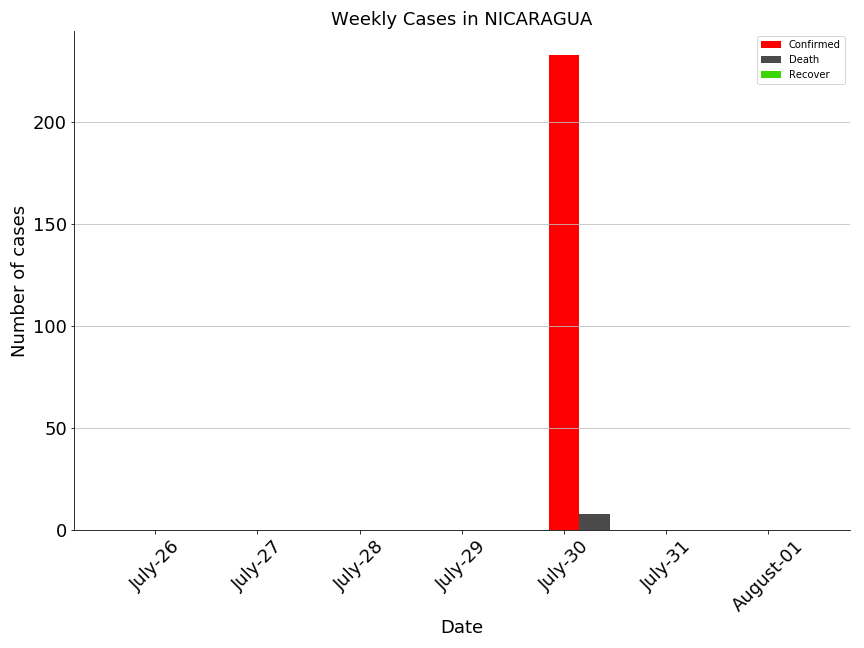 Weekly Cases in NICARAGUA
Confirmed
Death
Recover
Number of cases
200
150
100
50
0
July-26
July-27
July-28
July-29
July-30
July-31
August-01
Date